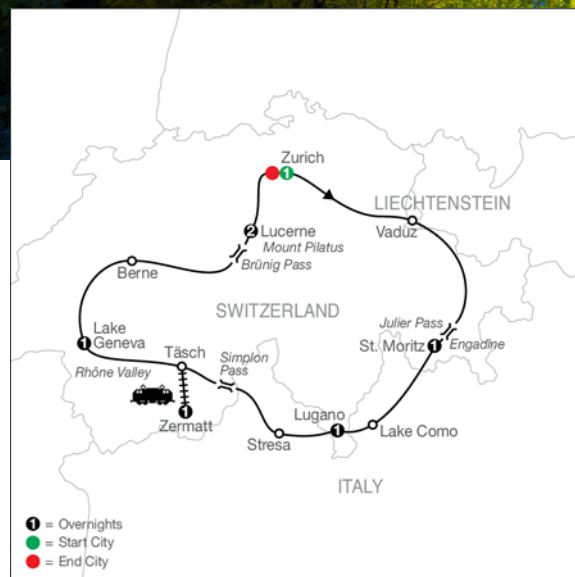 Zurich
1
LIECHTENSTEIN
Vaduz
2 Lucerne
Mount Pilatus
Brünig Pass
Berne
SWITZERLAND
Julier Pass
St. Moritz 1
Engadine
Lake
1 Geneva
Täsch
Simplon
Pass
Rhône Valley
1
Zermatt
Lugano
1
Stresa
Lake Como
ITALY
1 = Overnights
= Start City
= End City